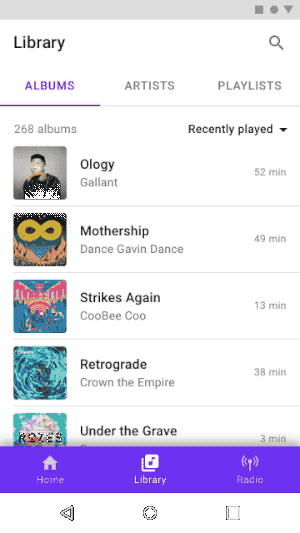 Library
ALBUMS ARTISTS PLAYLISTS
268 albums Recently played
Ology
Gallant
52 min
Mothership
Dance Gavin Dance
49 min
Strikes Again
CooBee Coo
13 min
Retrograde
Crown the Empire
38 min
Under the Grave
3 min
Home Library Radio